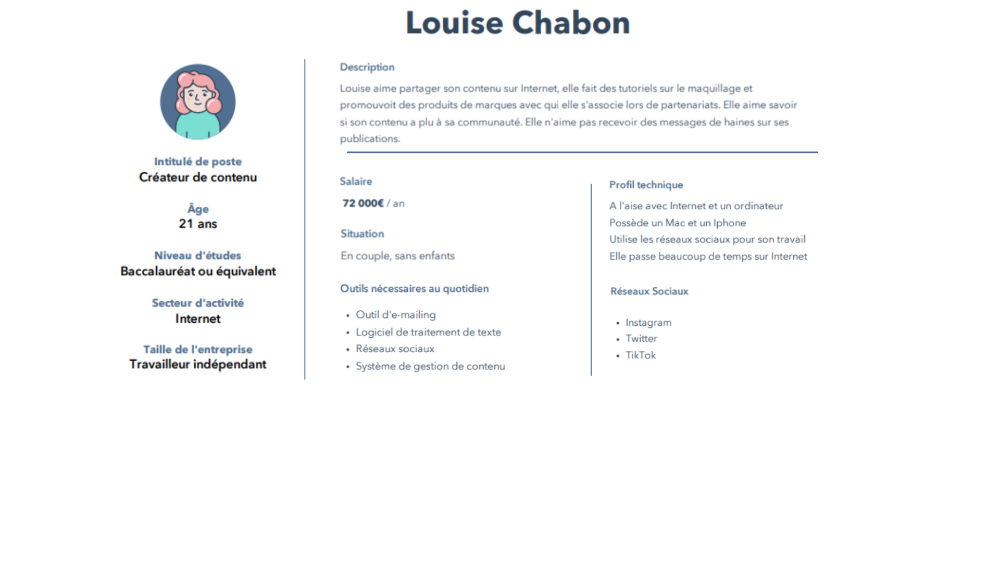 Louise Chabon
Intitulé de poste
Créateur de contenu
Âge
21 ans
Niveau d'études
Baccalauréat ou équivalent
Secteur d'activité
Internet
Taille de l'entreprise
Travailleur indépendant
Description
Louise aime partager son contenu sur Internet, elle fait des tutoriels sur le maquillage et
promouvoit des produits de marques avec qui elle s'associe lors de partenariats. Elle aime savoir
si son contenu a plu à sa communauté. Elle n'aime pas recevoir des messages de haines sur ses
publications.
Salaire
72 000€ / an
Situation
En couple, sans enfants
Outils nécessaires au quotidien
• Outil d'e-mailing
• Logiciel de traitement de texte
• Réseaux sociaux
• Système de gestion de contenu
Profil technique
A l'aise avec Internet et un ordinateur
Possède un Mac et un Iphone
Utilise les réseaux sociaux pour son travail
Elle passe beaucoup de temps sur Internet
Réseaux Sociaux
• Instagram
• Twitter
• TikTok